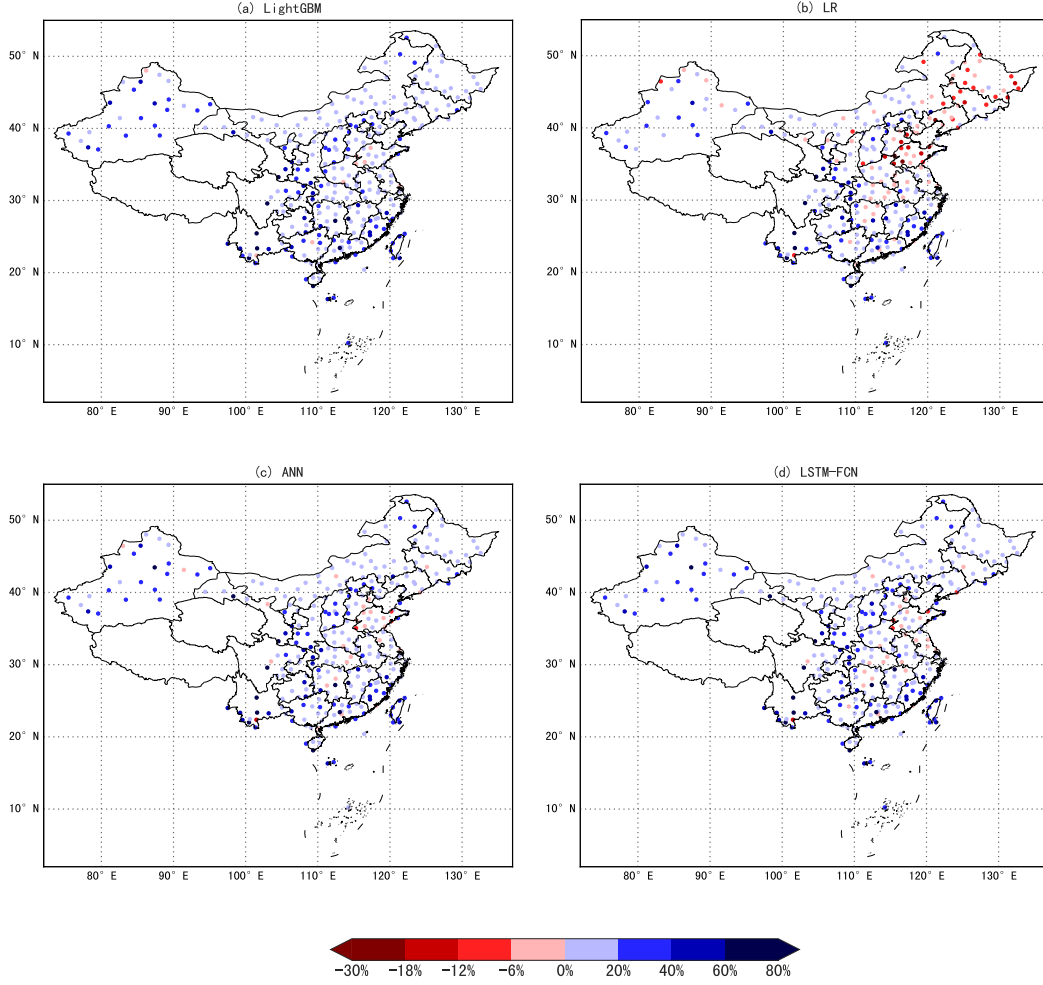 (a) LightGBM
(b) LR
50° N
50° N
40° N
40° N
30° N
30° N
20° N
20° N
10° N
10° N
80° E 90° E 100° E 110° E 120° E 130° E
80° E 90° E 100° E 110° E 120° E 130° E
(c) ANN
(d) LSTM-FCN
50° N
50° N
40° N
40° N
30° N
30° N
20° N
20° N
10° N
10° N
80° E 90° E 100° E 110° E 120° E 130° E
80° E 90° E 100° E 110° E 120° E 130° E
-30% -18% -12% -6% 0% 20% 40% 60% 80%